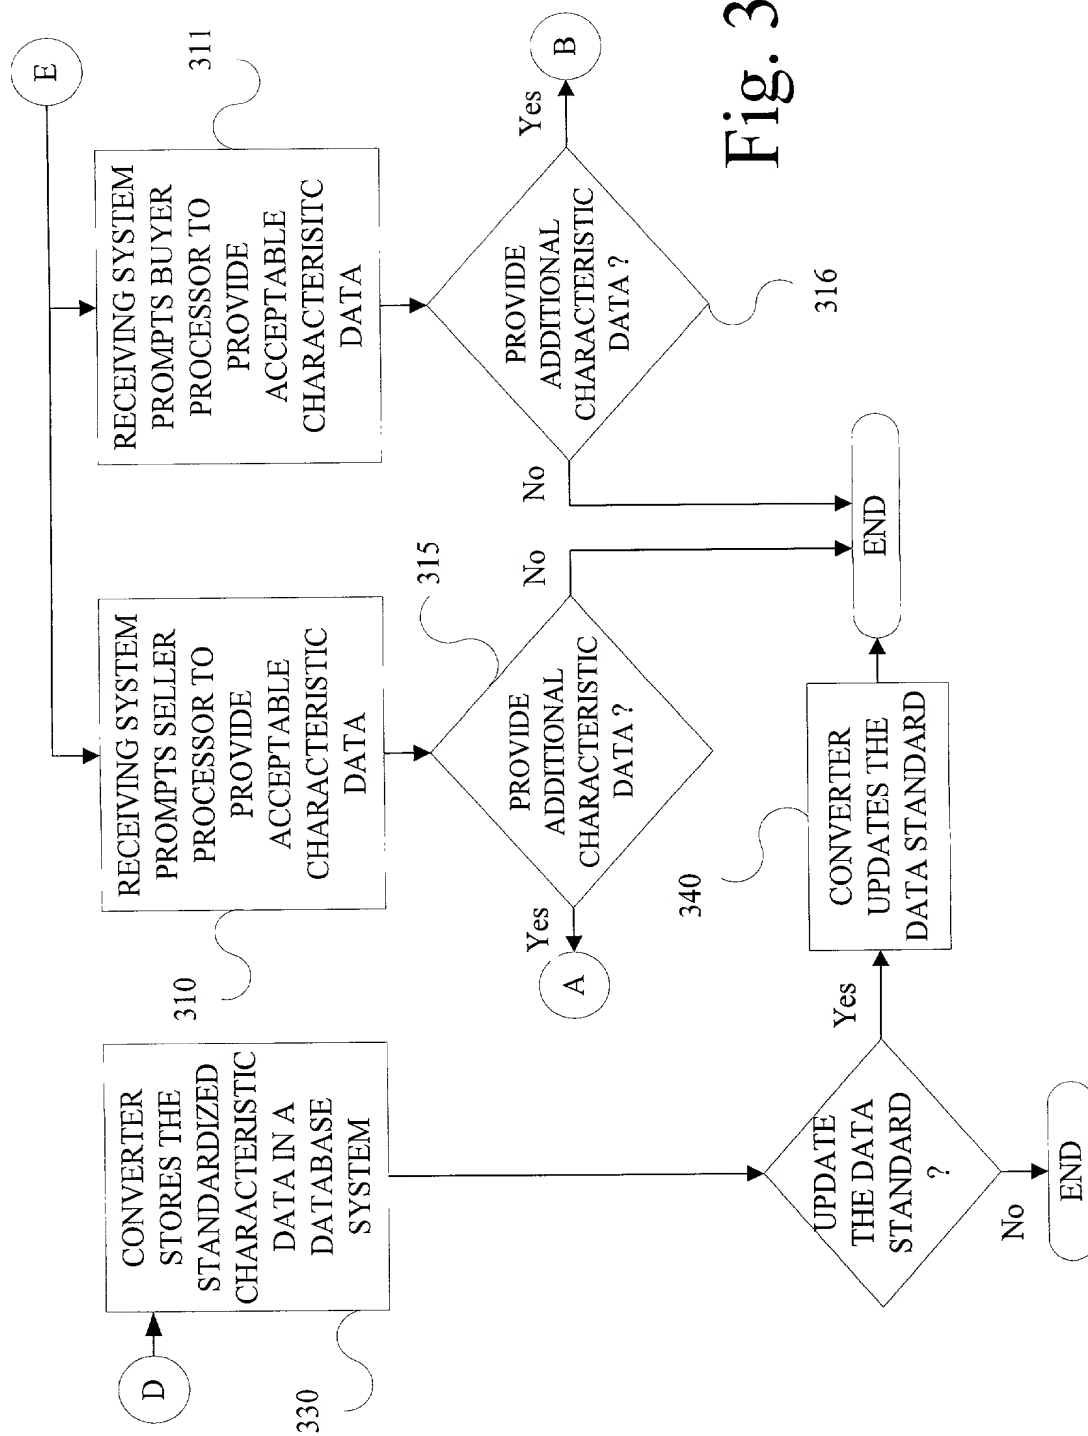 D
330
CONVERTER
STORES THE
STANDARDIZED
CHARACTERISTIC
DATA IN A
DATABASE
SYSTEM
310
RECEIVING SYSTEM
PROMPTS SELLER
PROCESSOR TO
PROVIDE
ACCEPTABLE
CHARACTERISTIC
DATA
E
311
RECEIVING SYSTEM
PROMPTS BUYER
PROCESSOR TO
PROVIDE
ACCEPTABLE
CHARACTERISITC
DATA
A
Yes
PROVIDE
ADDITIONAL
CHARACTERISTIC
DATA ?
315
No
No
PROVIDE
ADDITIONAL
CHARACTERISTIC
DATA ?
316
Yes
B
UPDATE
THE DATA
STANDARD
?
No
END
Yes
340
CONVERTER
UPDATES THE
DATA STANDARD
END
Fig. 3